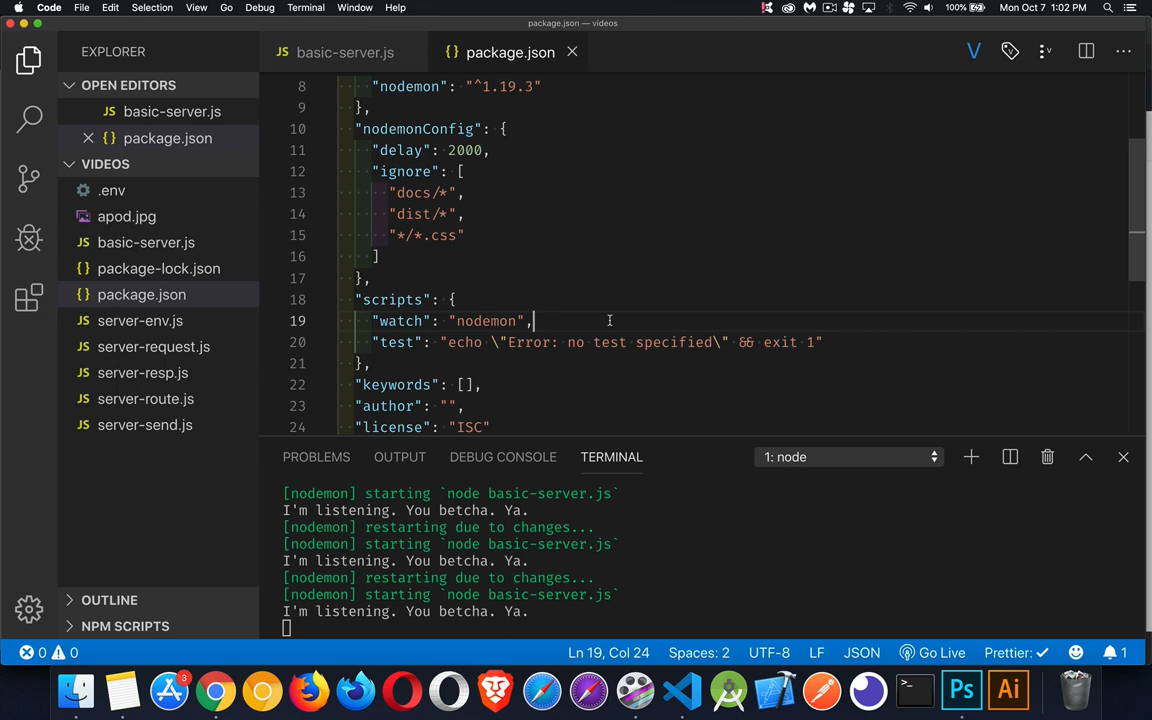 Code File Edit Selection View Go Debug Terminal Window Help 100% Mon Oct 7 1:02 PM
package.json — videos
EXPLORER
JS basic-server.js
{} package.json
OPEN EDITORS
JS basic-server.js
{} package.json
VIDEOS
.env
apod.jpg
JS basic-server.js
{} package-lock.json
{} package.json
JS server-env.js
JS server-request.js
JS server-resp.js
JS server-route.js
JS server-send.js
OUTLINE
NPM SCRIPTS
8 "nodemon": "^1.19.3"
9 },
10 "nodemonConfig": {
11 "delay": 2000,
12 "ignore": [
13 "docs/*",
14 "dist/*",
15 "*/*.css"
16 ]
17 },
18 "scripts": {
19 "watch": "nodemon",
20 "test": "echo \"Error: no test specified\" && exit 1"
21 },
22 "keywords": [],
23 "author": "",
24 "license": "ISC"
PROBLEMS OUTPUT DEBUG CONSOLE TERMINAL 1: node
[nodemon] starting `node basic-server.js`
I'm listening. You betcha. Ya.
[nodemon] restarting due to changes...
[nodemon] starting `node basic-server.js`
I'm listening. You betcha. Ya.
[nodemon] restarting due to changes...
[nodemon] starting `node basic-server.js`
I'm listening. You betcha. Ya.
0 0 Ln 19, Col 24 Spaces: 2 UTF-8 LF JSON Go Live Prettier: ✓ 1
3
>_
Ps
Ai